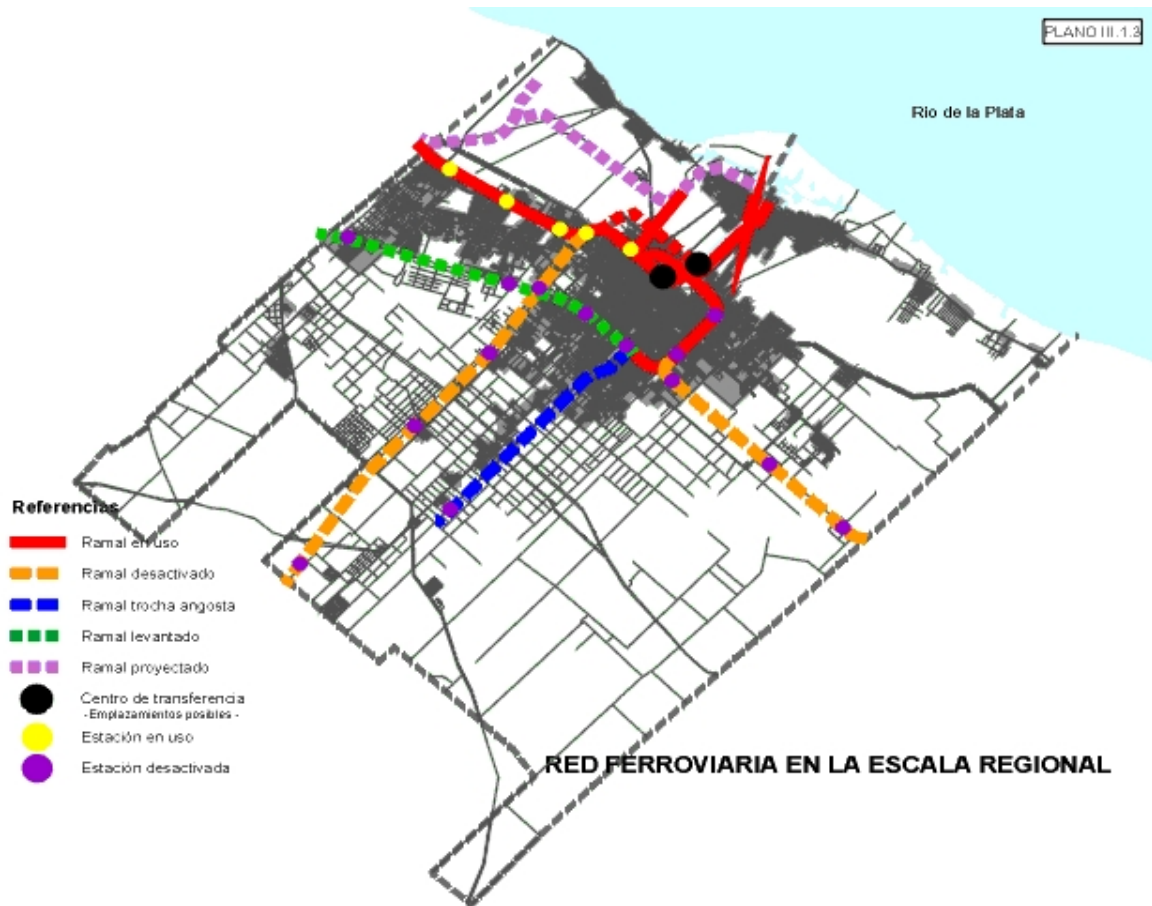 PLANO III.1.3
Rio de la Plata
Referencias
Ramal en uso
Ramal desactivado
Ramal trocha angosta
Ramal levantado
Ramal proyectado
Centro de transferencia
- Emplazamientos posibles -
Estación en uso
Estación desactivada
RED FERROVIARIA EN LA ESCALA REGIONAL